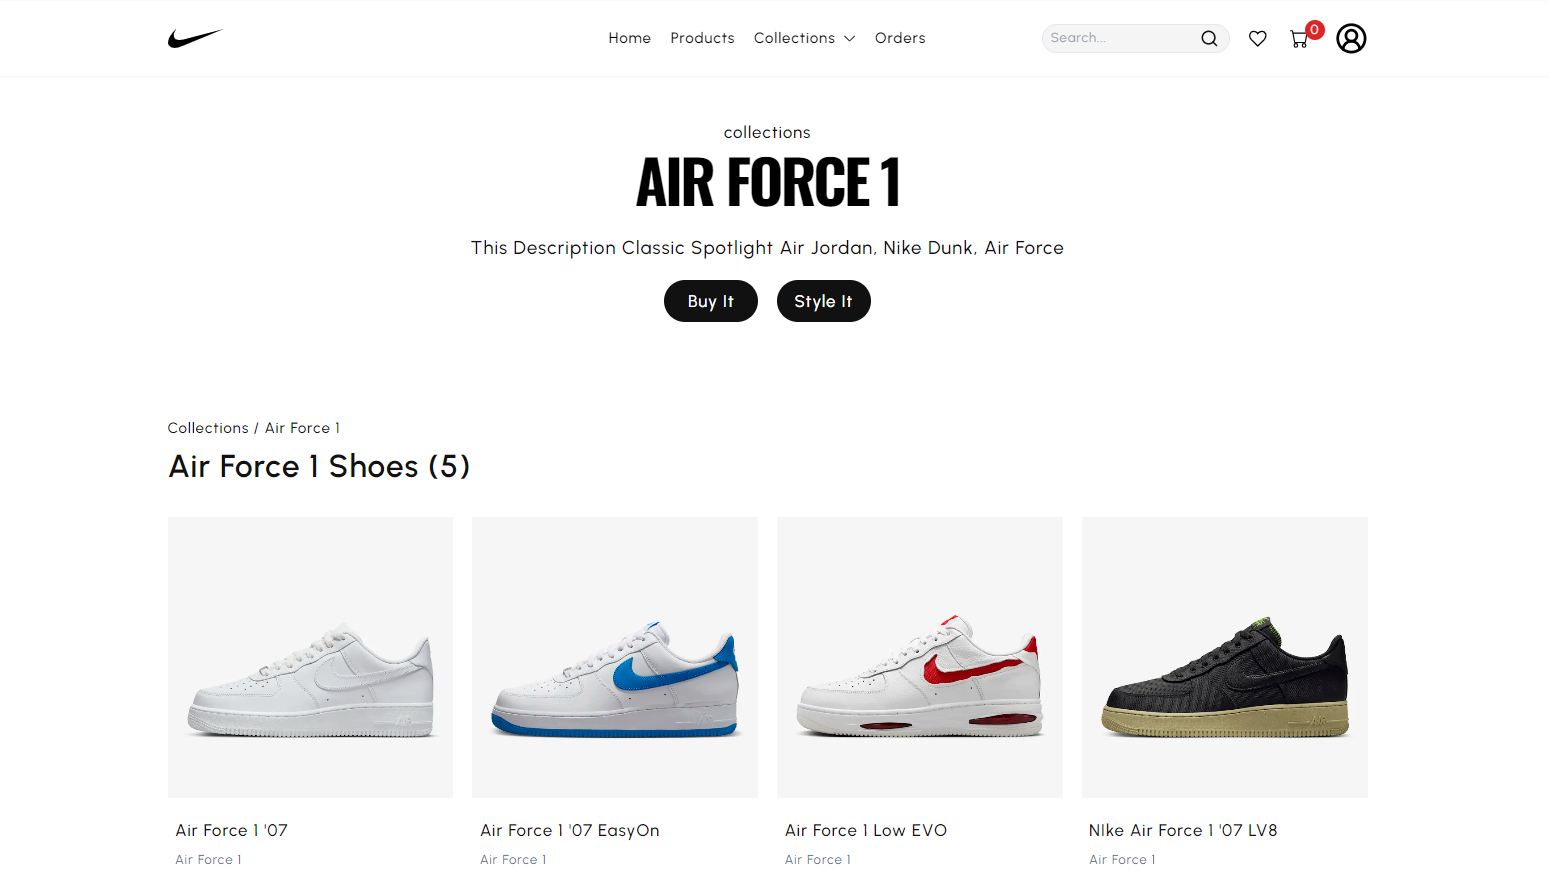 Home Products Collections Orders
Search...
0
collections
AIR FORCE 1
This Description Classic Spotlight Air Jordan, Nike Dunk, Air Force
Buy It Style It
Collections / Air Force 1
Air Force 1 Shoes (5)
Air Force 1 '07
Air Force 1
Air Force 1 '07 EasyOn
Air Force 1
Air Force 1 Low EVO
Air Force 1
NIke Air Force 1 '07 LV8
Air Force 1